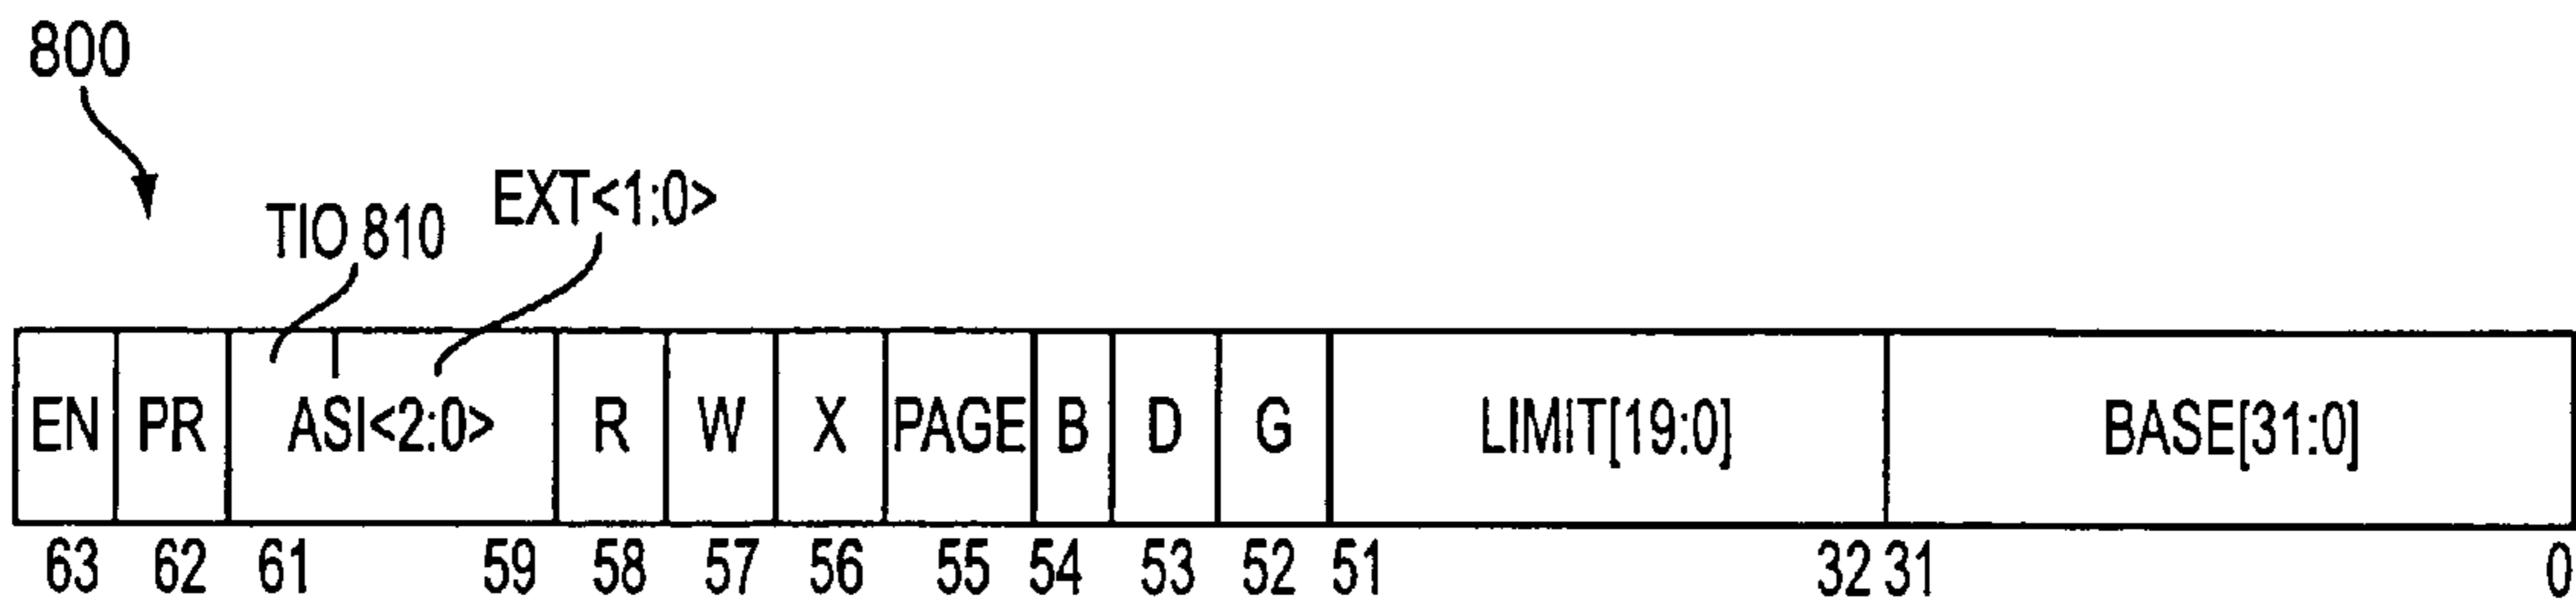 800
TIO 810 EXT<1:0>
EN PR ASI<2:0> R W X PAGE B D G LIMIT[19:0] BASE[31:0]
63 62 61 59 58 57 56 55 54 53 52 51 32 31 0